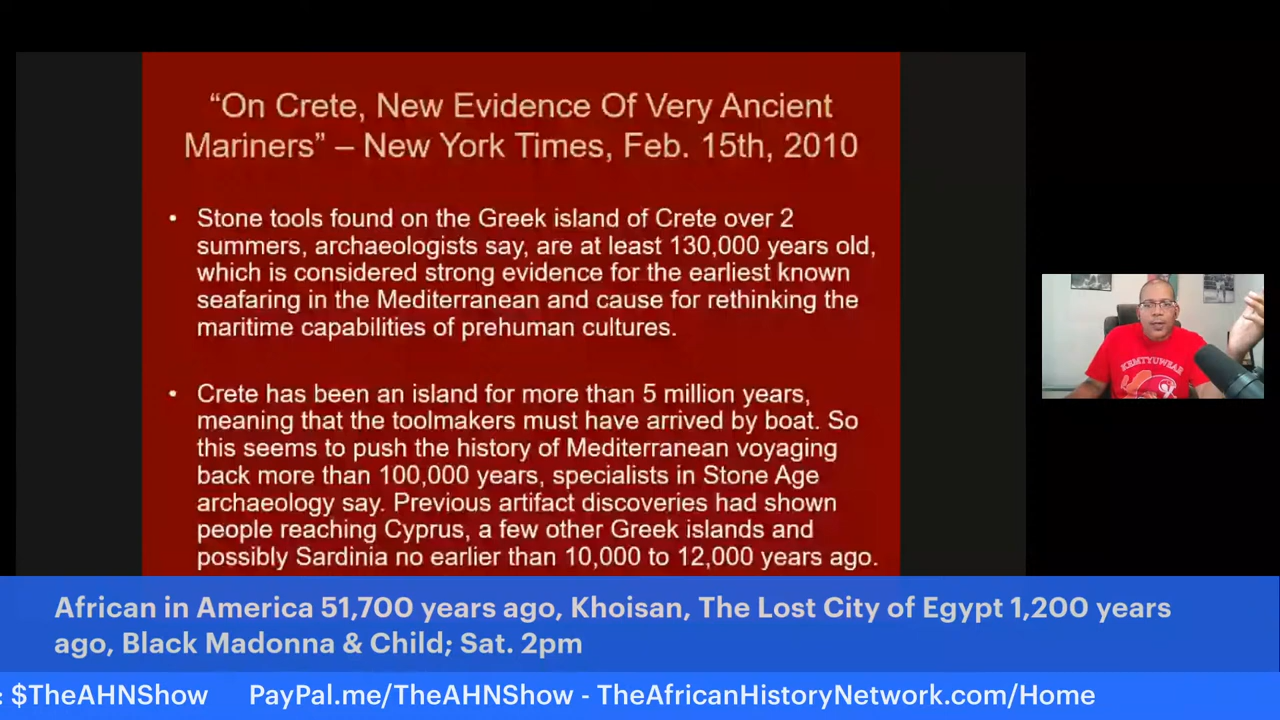 “On Crete, New Evidence Of Very Ancient
Mariners” – New York Times, Feb. 15th, 2010
• Stone tools found on the Greek island of Crete over 2
summers, archaeologists say, are at least 130,000 years old,
which is considered strong evidence for the earliest known
seafaring in the Mediterranean and cause for rethinking the
maritime capabilities of prehuman cultures.
• Crete has been an island for more than 5 million years,
meaning that the toolmakers must have arrived by boat. So
this seems to push the history of Mediterranean voyaging
back more than 100,000 years, specialists in Stone Age
archaeology say. Previous artifact discoveries had shown
people reaching Cyprus, a few other Greek islands and
possibly Sardinia no earlier than 10,000 to 12,000 years ago.
KEMTYUWEAR
African in America 51,700 years ago, Khoisan, The Lost City of Egypt 1,200 years
ago, Black Madonna & Child; Sat. 2pm
: $TheAHNShow PayPal.me/TheAHNShow - TheAfricanHistoryNetwork.com/Home